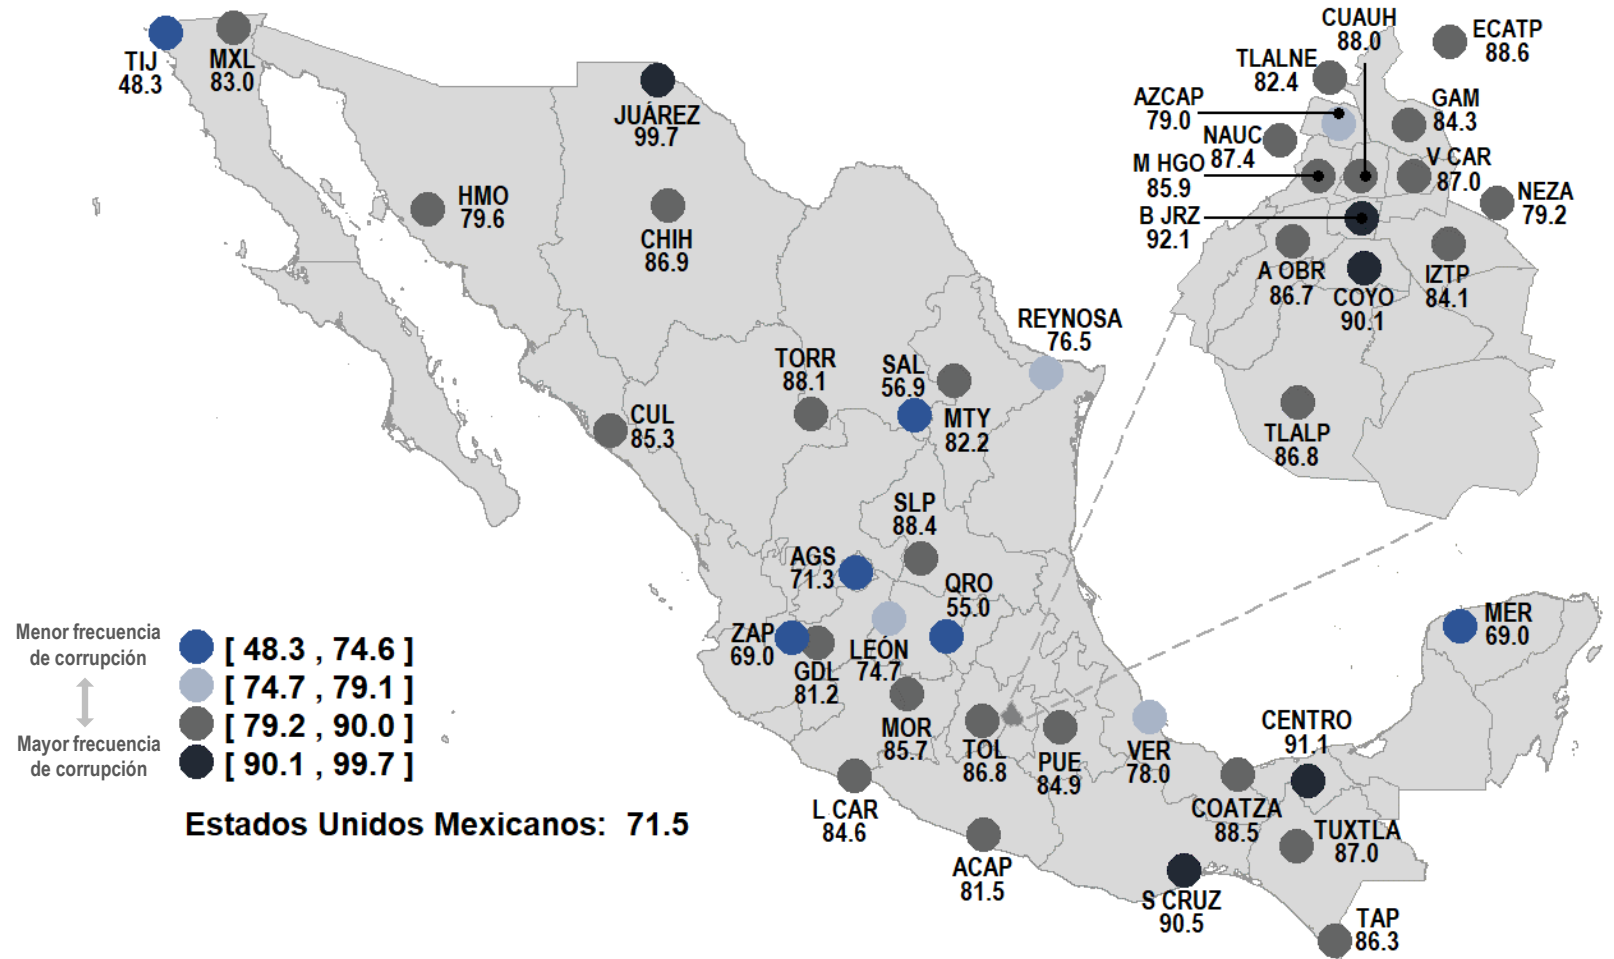 CUAUH
88.0
ECATP
88.6
TLALNE
82.4
AZCAP
79.0
GAM
84.3
NAUC
87.4
M HGO
85.9
V CAR
87.0
NEZA
79.2
B JRZ
92.1
A OBR
86.7
IZTP
84.1
COYO
90.1
TLALP
86.8
TIJ
48.3
MXL
83.0
JUÁREZ
99.7
HMO
79.6
CHIH
86.9
REYNOSA
76.5
TORR
88.1
SAL
56.9
MTY
82.2
CUL
85.3
SLP
88.4
AGS
71.3
QRO
55.0
ZAP
69.0
GDL
81.2
LEÓN
74.7
MER
69.0
MOR
85.7
TOL
86.8
PUE
84.9
VER
78.0
CENTRO
91.1
L CAR
84.6
COATZA
88.5
TUXTLA
87.0
ACAP
81.5
S CRUZ
90.5
TAP
86.3
Menor frecuencia
de corrupción
Mayor frecuencia
de corrupción
[ 48.3 , 74.6 ]
[ 74.7 , 79.1 ]
[ 79.2 , 90.0 ]
[ 90.1 , 99.7 ]
Estados Unidos Mexicanos: 71.5